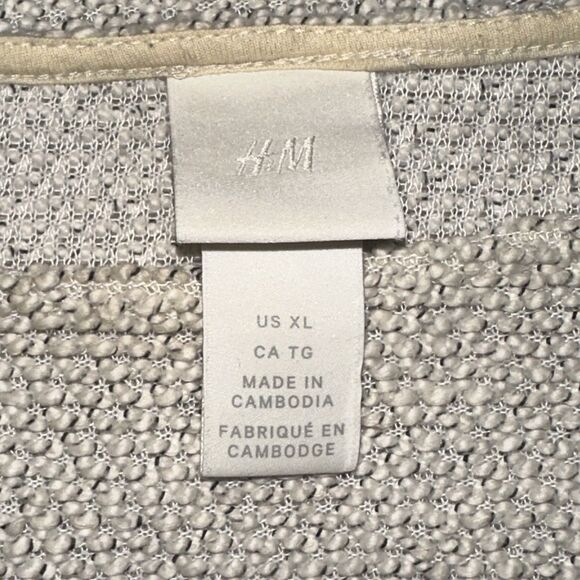 H&M
US XL
CA TG
MADE IN
CAMBODIA
FABRIQUÉ EN
CAMBODGE